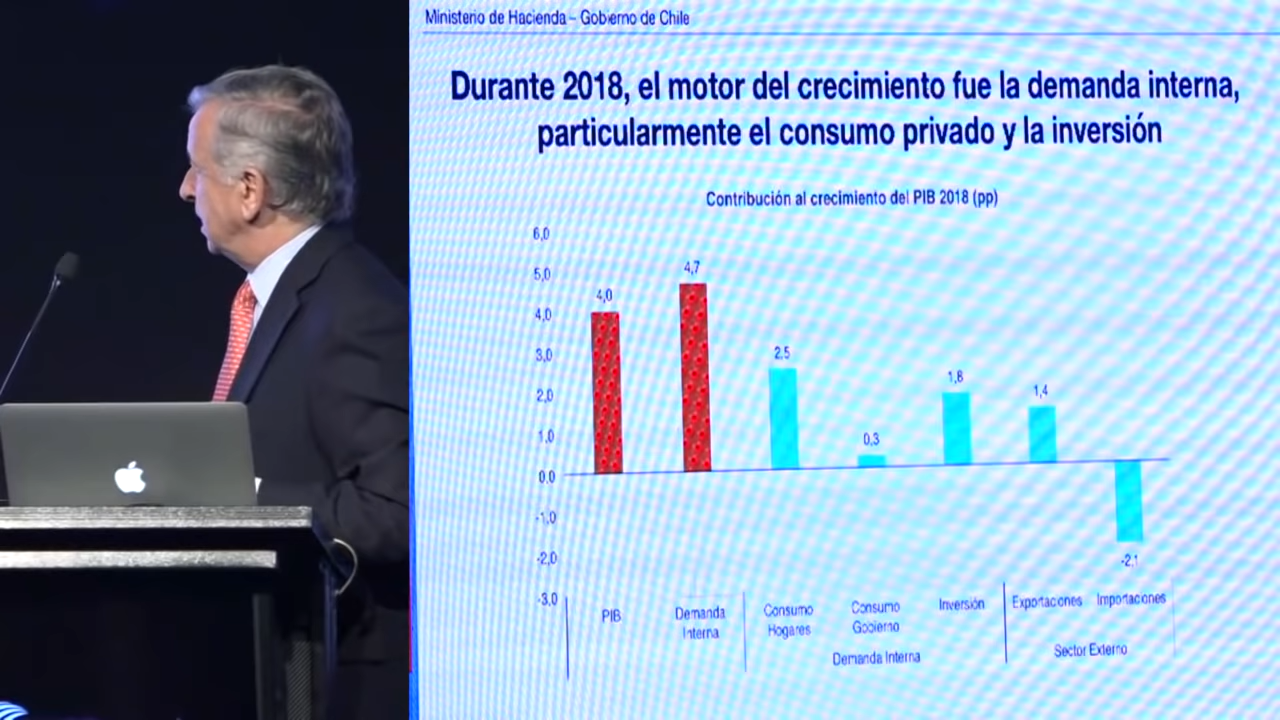 Ministerio de Hacienda – Gobierno de Chile
Durante 2018, el motor del crecimiento fue la demanda interna,
particularmente el consumo privado y la inversión
Contribución al crecimiento del PIB 2018 (pp)
6,0
5,0
4,0
3,0
2,0
1,0
0,0
-1,0
-2,0
-3,0
4,0
4,7
2,5
0,3
1,8
1,4
-2,1
PIB
Demanda
Interna
Consumo
Hogares
Consumo
Gobierno
Inversión
Exportaciones
Importaciones
Demanda Interna
Sector Externo